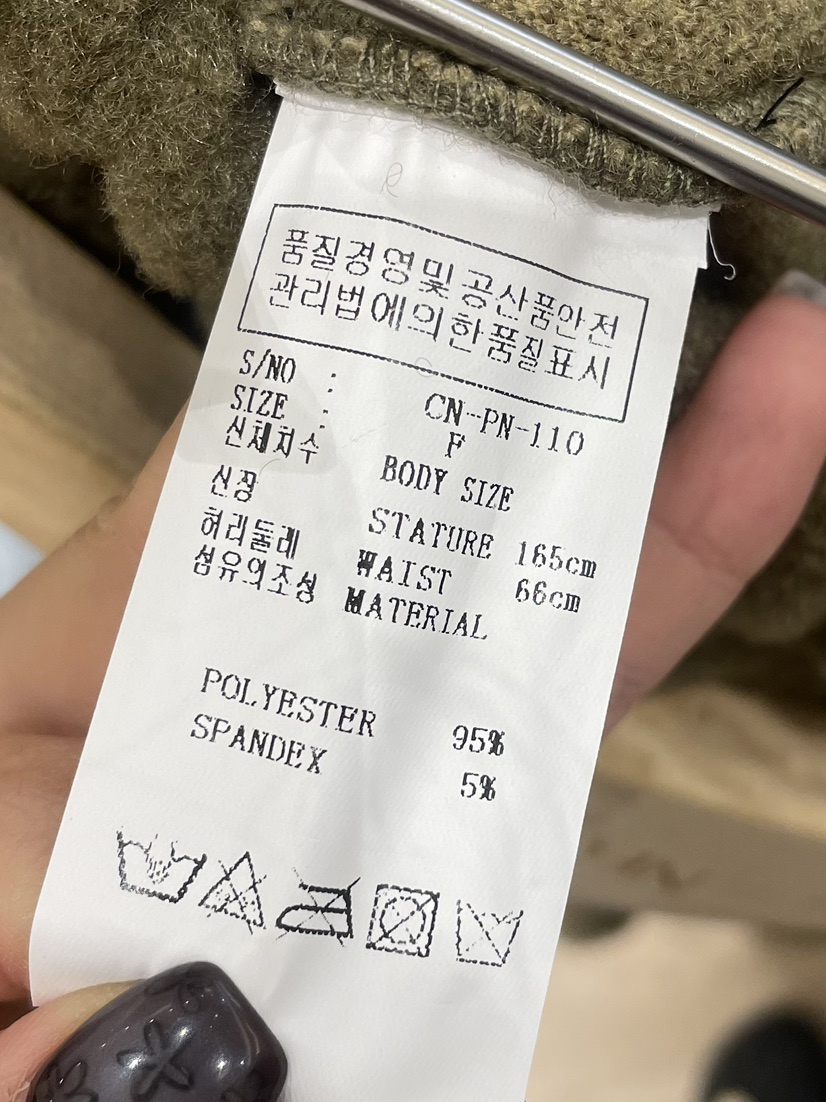 품질경영및공산품안전
관리법에의한품질표시
S/NO : CN-PN-110
SIZE : F
신체치수 BODY SIZE
신장 STATURE 165cm
허리둘레 WAIST 66cm
섬유의조성 MATERIAL
POLYESTER 95%
SPANDEX 5%